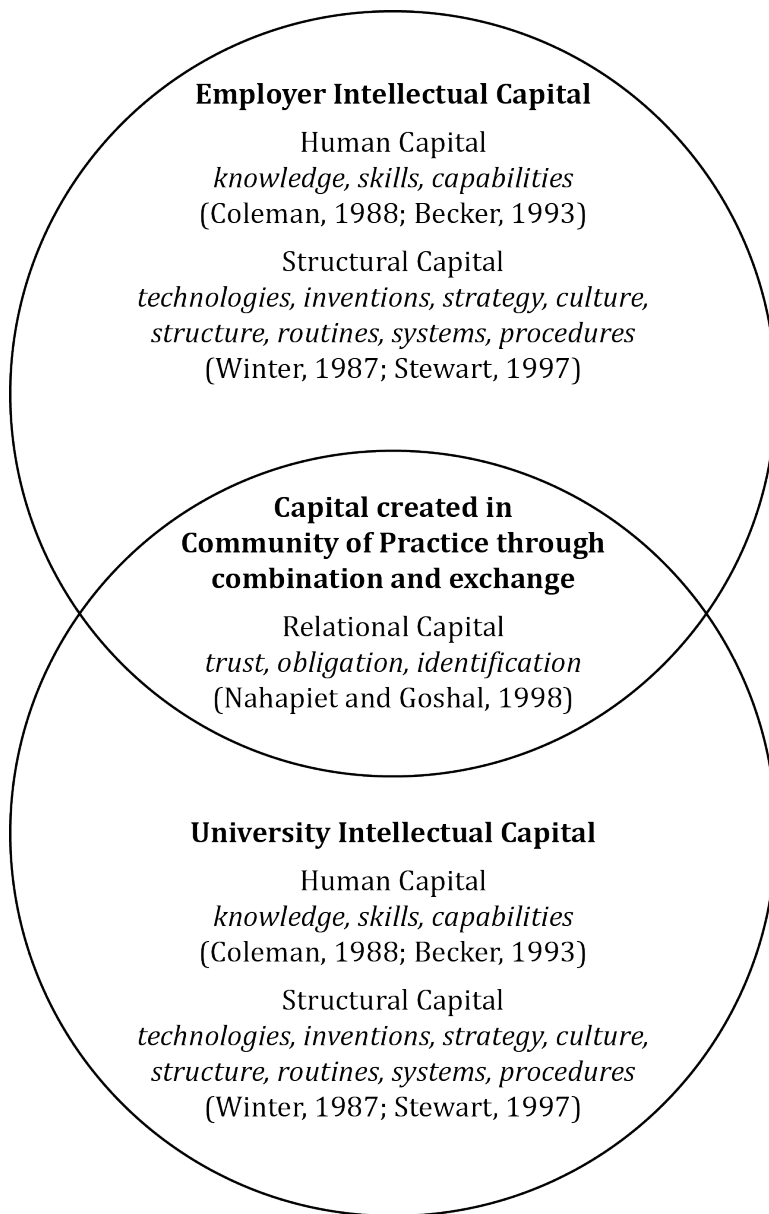 Employer Intellectual Capital
Human Capital
knowledge, skills, capabilities
(Coleman, 1988; Becker, 1993)
Structural Capital
technologies, inventions, strategy, culture,
structure, routines, systems, procedures
(Winter, 1987; Stewart, 1997)
Capital created in
Community of Practice through
combination and exchange
Relational Capital
trust, obligation, identification
(Nahapiet and Goshal, 1998)
University Intellectual Capital
Human Capital
knowledge, skills, capabilities
(Coleman, 1988; Becker, 1993)
Structural Capital
technologies, inventions, strategy, culture,
structure, routines, systems, procedures
(Winter, 1987; Stewart, 1997)